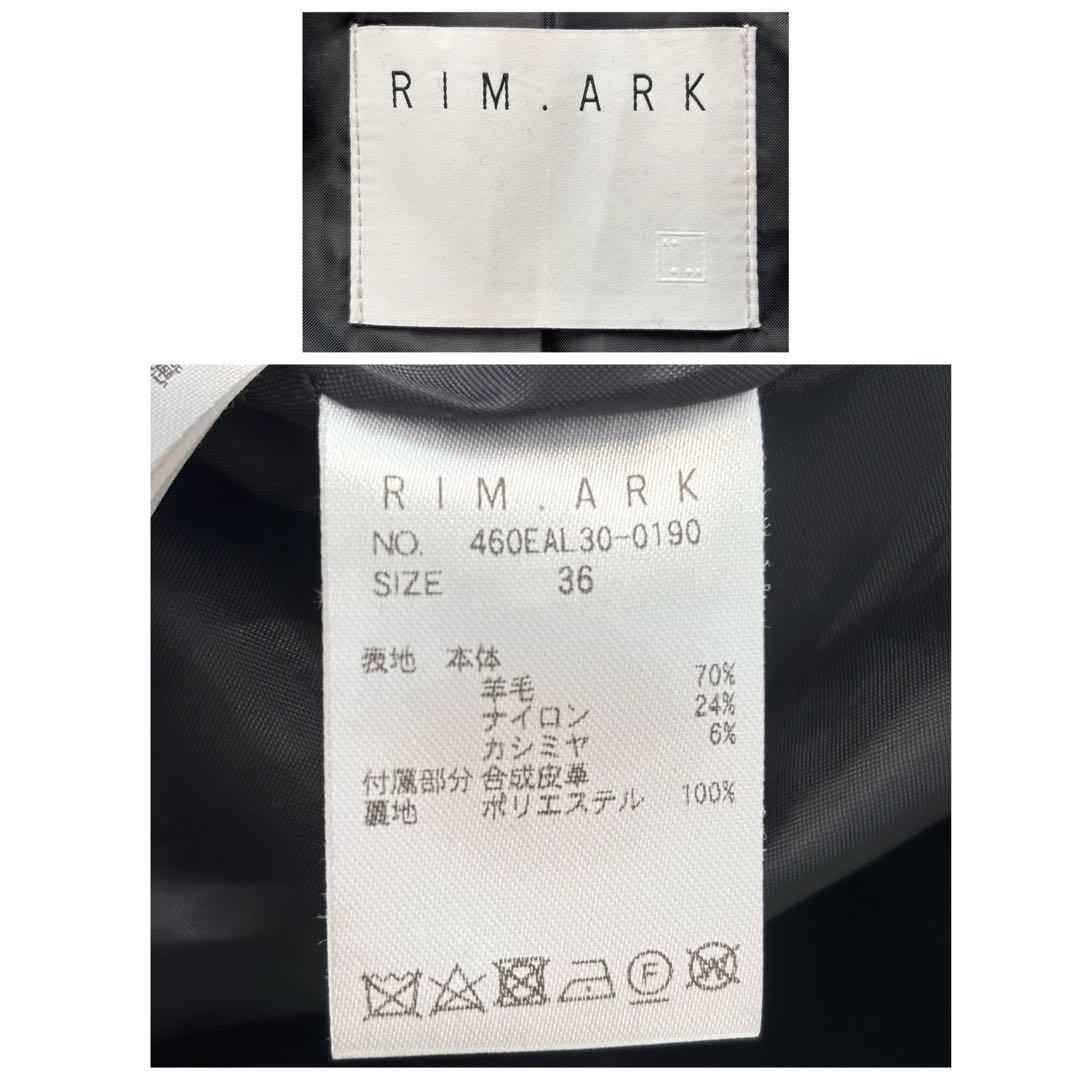 RIM.ARK
RIM.ARK
NO. 460EAL30-0190
SIZE 36
表地 本体
羊毛 70%
ナイロン 24%
カシミヤ 6%
付属部分 合成皮革
裏地 ポリエステル 100%
F W